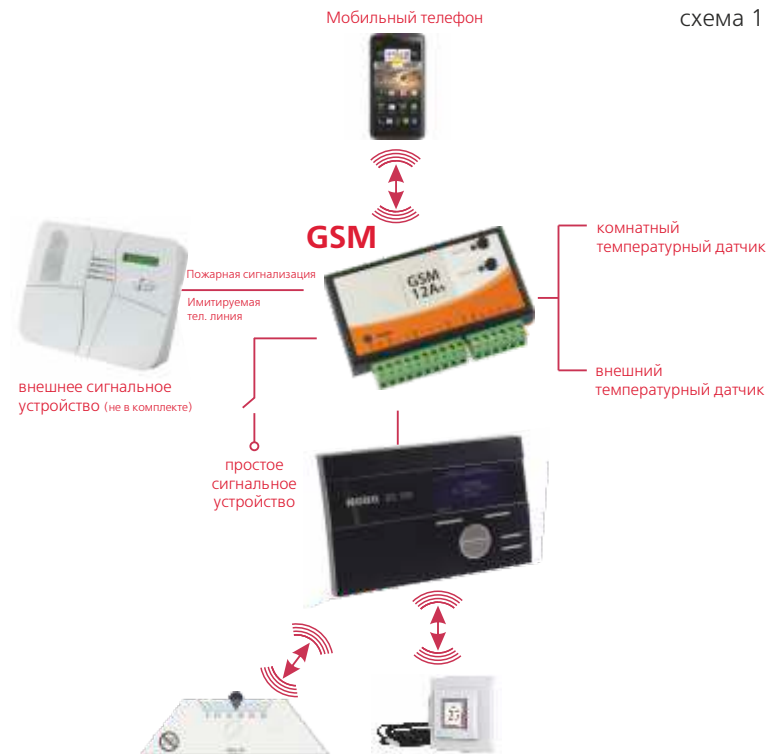 Мобильный телефон
схема 1
GSM
комнатный
температурный датчик
Пожарная сигнализация
Имитируемая
тел. линия
GSM
12A+
внешнее сигнальное
устройство (не в комплекте)
внешний
температурный датчик
простое
сигнальное
устройство